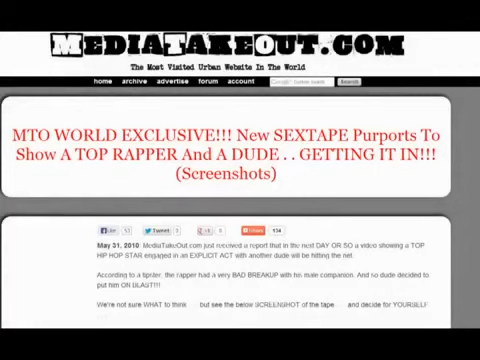 MEDIATAKEOUT.COM
The Most Visited Urban Website In The World
home archive advertise forum account Search
MTO WORLD EXCLUSIVE!!! New SEXTAPE Purports To
Show A TOP RAPPER And A DUDE . . GETTING IT IN!!!
(Screenshots)
Like Tweet +1 Share 134
May 31, 2010: MediaTakeOut.com just received a report that in the next DAY OR SO a video showing a TOP
HIP HOP STAR engaged in an EXPLICIT ACT with another dude will be hitting the net
According to a tipster, the rapper had a very BAD BREAKUP with his male companion. And so dude decided to
put him ON BLAST!!!
We're not sure WHAT to think but see the below SCREENSHOT of the tape and decide for YOURSELF